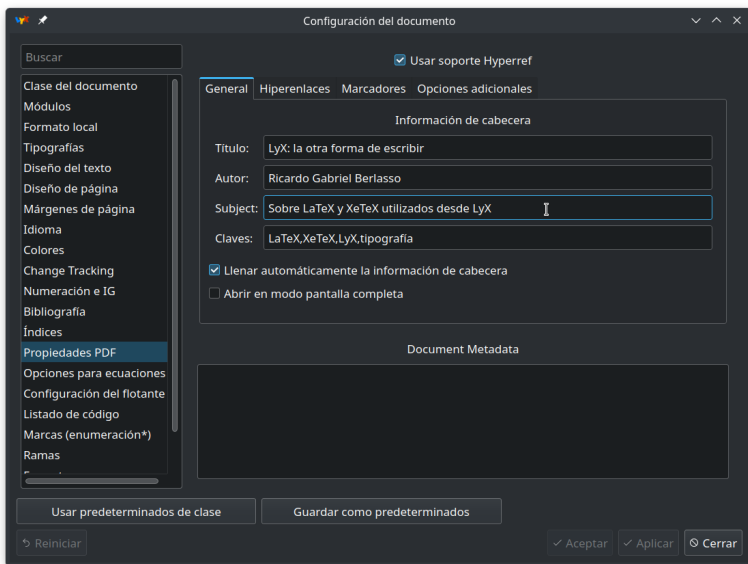 Configuración del documento
Buscar
Clase del documento
Módulos
Formato local
Tipografías
Diseño del texto
Diseño de página
Márgenes de página
Idioma
Colores
Change Tracking
Numeración e IG
Bibliografía
Índices
Propiedades PDF
Opciones para ecuaciones
Configuración del flotante
Listado de código
Marcas (enumeración*)
Ramas
Usar soporte Hyperref
General Hiperenlaces Marcadores Opciones adicionales
Información de cabecera
Título: LyX: la otra forma de escribir
Autor: Ricardo Gabriel Berlasso
Subject: Sobre LaTeX y XeTeX utilizados desde LyX
Claves: LaTeX,XeTeX,LyX,tipografía
Llenar automáticamente la información de cabecera
Abrir en modo pantalla completa
Document Metadata
Usar predeterminados de clase Guardar como predeterminados
Reiniciar Aceptar Aplicar Cerrar